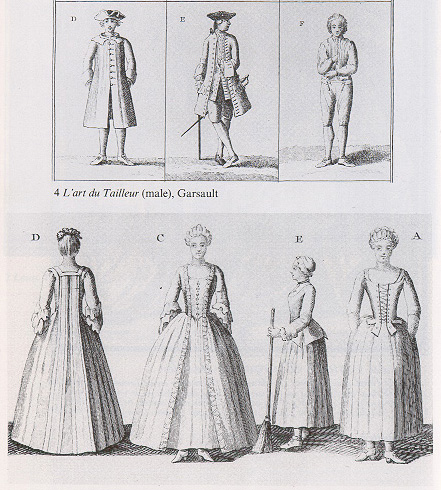 D E F
4 L'art du Tailleur (male), Garsault
D C E A